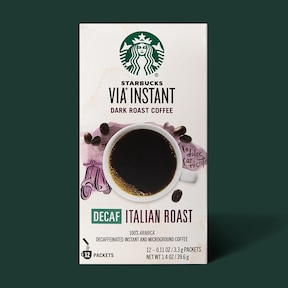 STARBUCKS
VIA® INSTANT
DARK ROAST COFFEE
DECAF ITALIAN ROAST
100% ARABICA
DECAFFEINATED INSTANT AND MICROGROUND COFFEE
12 PACKETS
12 – 0.11 OZ / 3.3 g PACKETS
NET WT 1.4 OZ / 39.6 g